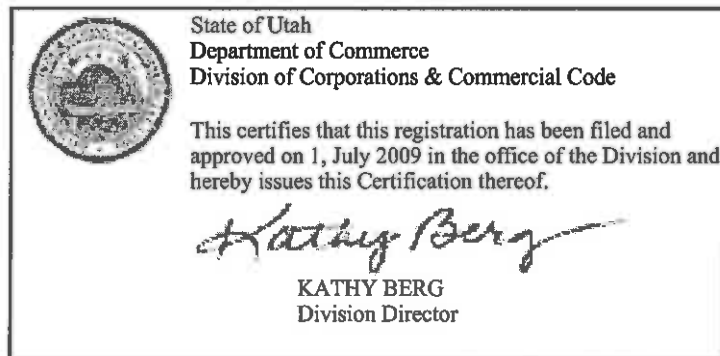 State of Utah
Department of Commerce
Division of Corporations & Commercial Code
This certifies that this registration has been filed and
approved on 1, July 2009 in the office of the Division and
hereby issues this Certification thereof.
Kathy Berg
KATHY BERG
Division Director